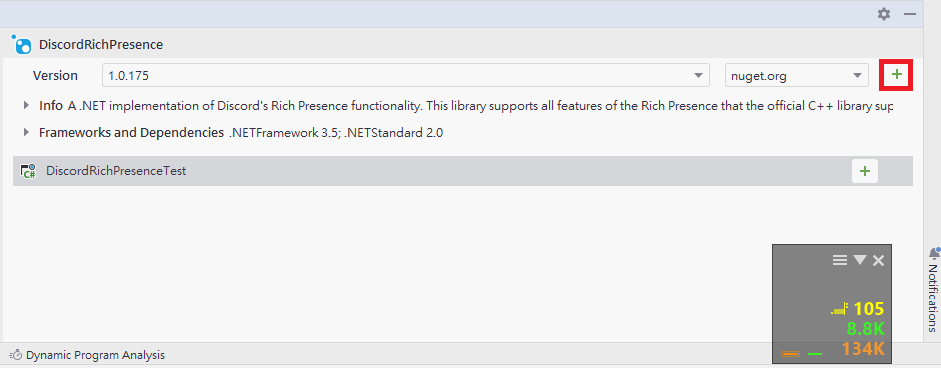 DiscordRichPresence
Version 1.0.175 nuget.org +
Info A .NET implementation of Discord's Rich Presence functionality. This library supports all features of the Rich Presence that the official C++ library sup
Frameworks and Dependencies .NETFramework 3.5; .NETStandard 2.0
C# DiscordRichPresenceTest +
105
8.8K
134K
Notifications
Dynamic Program Analysis